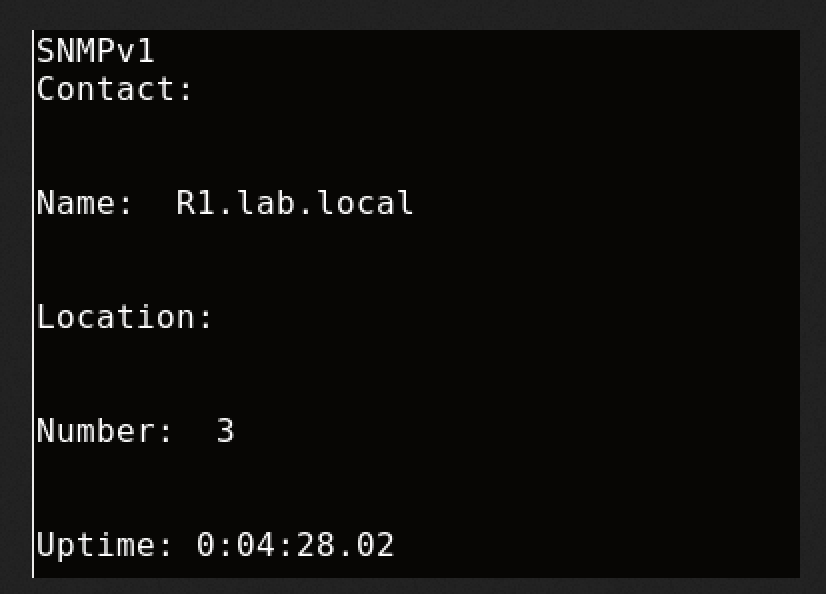 SNMPv1
Contact:
Name:  R1.lab.local
Location:
Number:  3
Uptime: 0:04:28.02